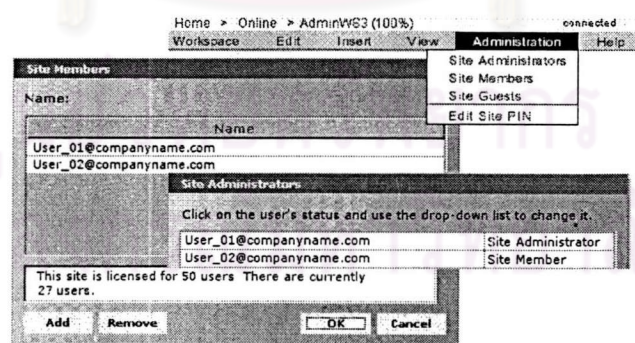 Home > Online > AdminWS3 (100%) connected
Workspace Edit Insert View Administration Help
Site Administrators
Site Members
Site Guests
Edit Site PIN
Site Members
Name:
Name
User_01@companyname.com
User_02@companyname.com
Site Administrators
Click on the user's status and use the drop-down list to change it.
User_01@companyname.com Site Administrator
User_02@companyname.com Site Member
This site is licensed for 50 users There are currently
27 users.
Add Remove OK Cancel